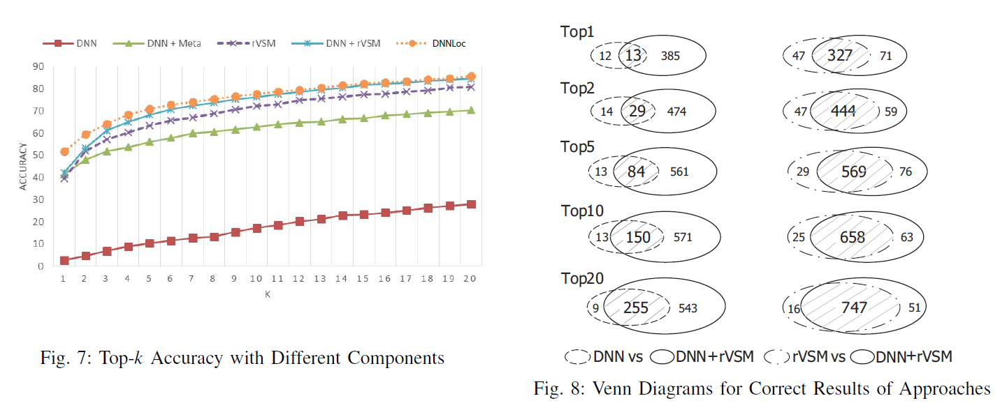 DNN DNN + Meta rVSM DNN + rVSM DNNLoc
90
80
70
60
50
40
30
20
10
0
ACCURACY
1 2 3 4 5 6 7 8 9 10 11 12 13 14 15 16 17 18 19 20
K
Fig. 7: Top-k Accuracy with Different Components
Top1
12 13 385 47 327 71
Top2
14 29 474 47 444 59
Top5
13 84 561 29 569 76
Top10
13 150 571 25 658 63
Top20
9 255 543 16 747 51
DNN vs DNN+rVSM rVSM vs DNN+rVSM
Fig. 8: Venn Diagrams for Correct Results of Approaches